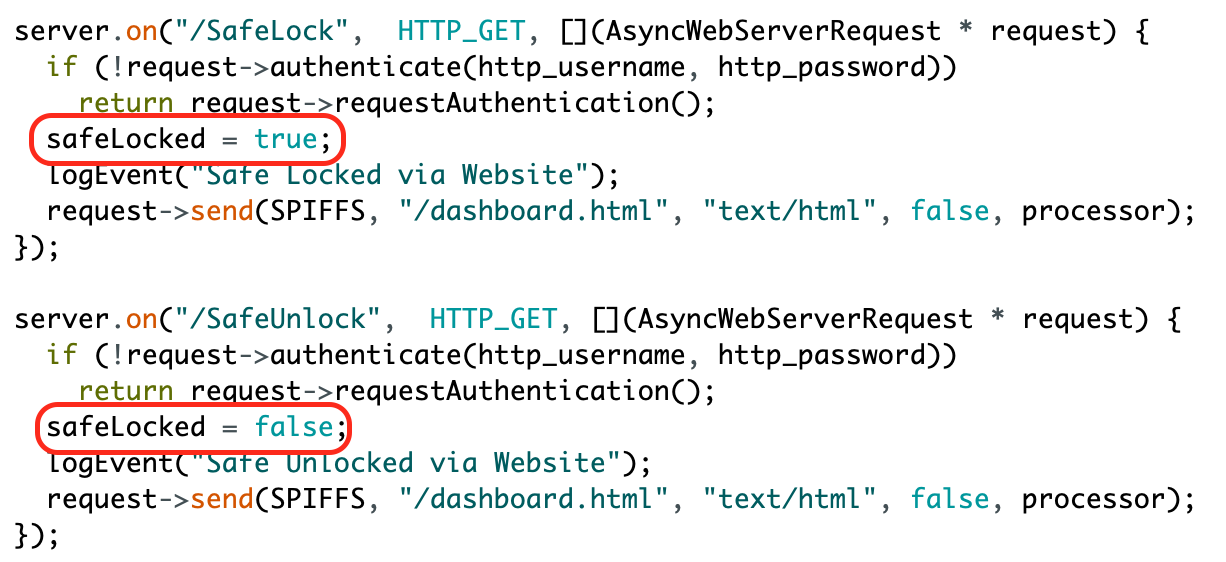 server.on("/SafeLock",  HTTP_GET, [](AsyncWebServerRequest * request) {
  if (!request->authenticate(http_username, http_password))
    return request->requestAuthentication();
  safeLocked = true;
  logEvent("Safe Locked via Website");
  request->send(SPIFFS, "/dashboard.html", "text/html", false, processor);
});

server.on("/SafeUnlock",  HTTP_GET, [](AsyncWebServerRequest * request) {
  if (!request->authenticate(http_username, http_password))
    return request->requestAuthentication();
  safeLocked = false;
  logEvent("Safe Unlocked via Website");
  request->send(SPIFFS, "/dashboard.html", "text/html", false, processor);
});